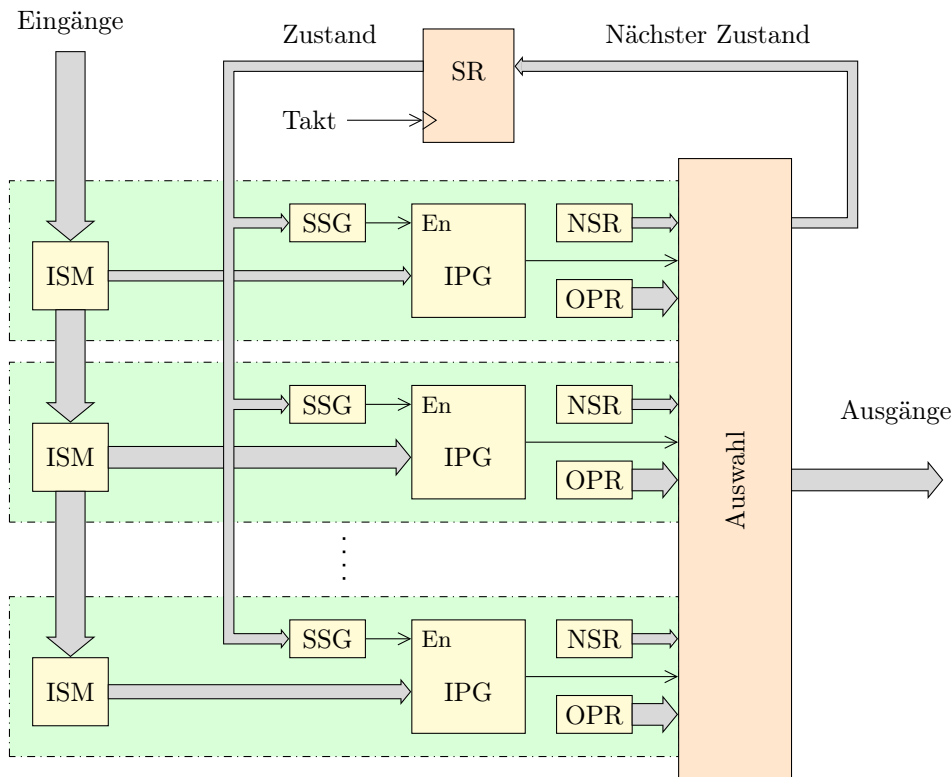 Eingänge
Zustand
Nächster Zustand
SR
Takt
SSG
En
NSR
ISM
IPG
OPR
SSG
En
NSR
Ausgänge
ISM
IPG
OPR
Auswahl
SSG
En
NSR
ISM
IPG
OPR